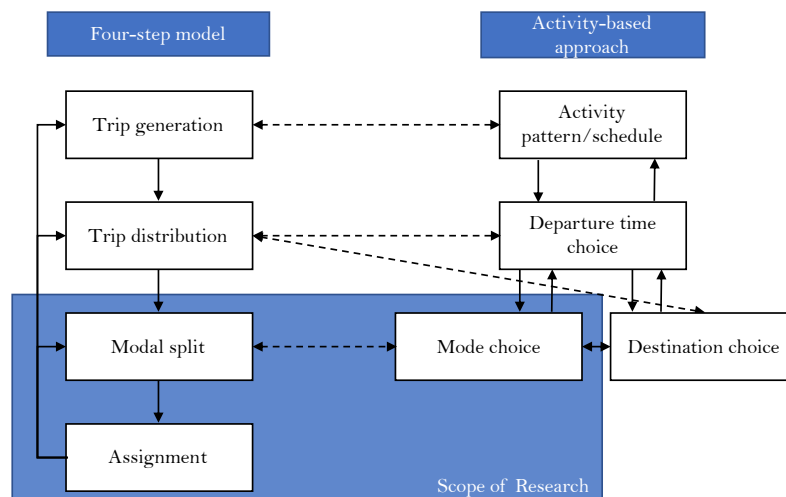 Four-step model
Activity-based
approach
Trip generation
Activity
pattern/schedule
Trip distribution
Departure time
choice
Modal split
Mode choice
Destination choice
Assignment
Scope of Research